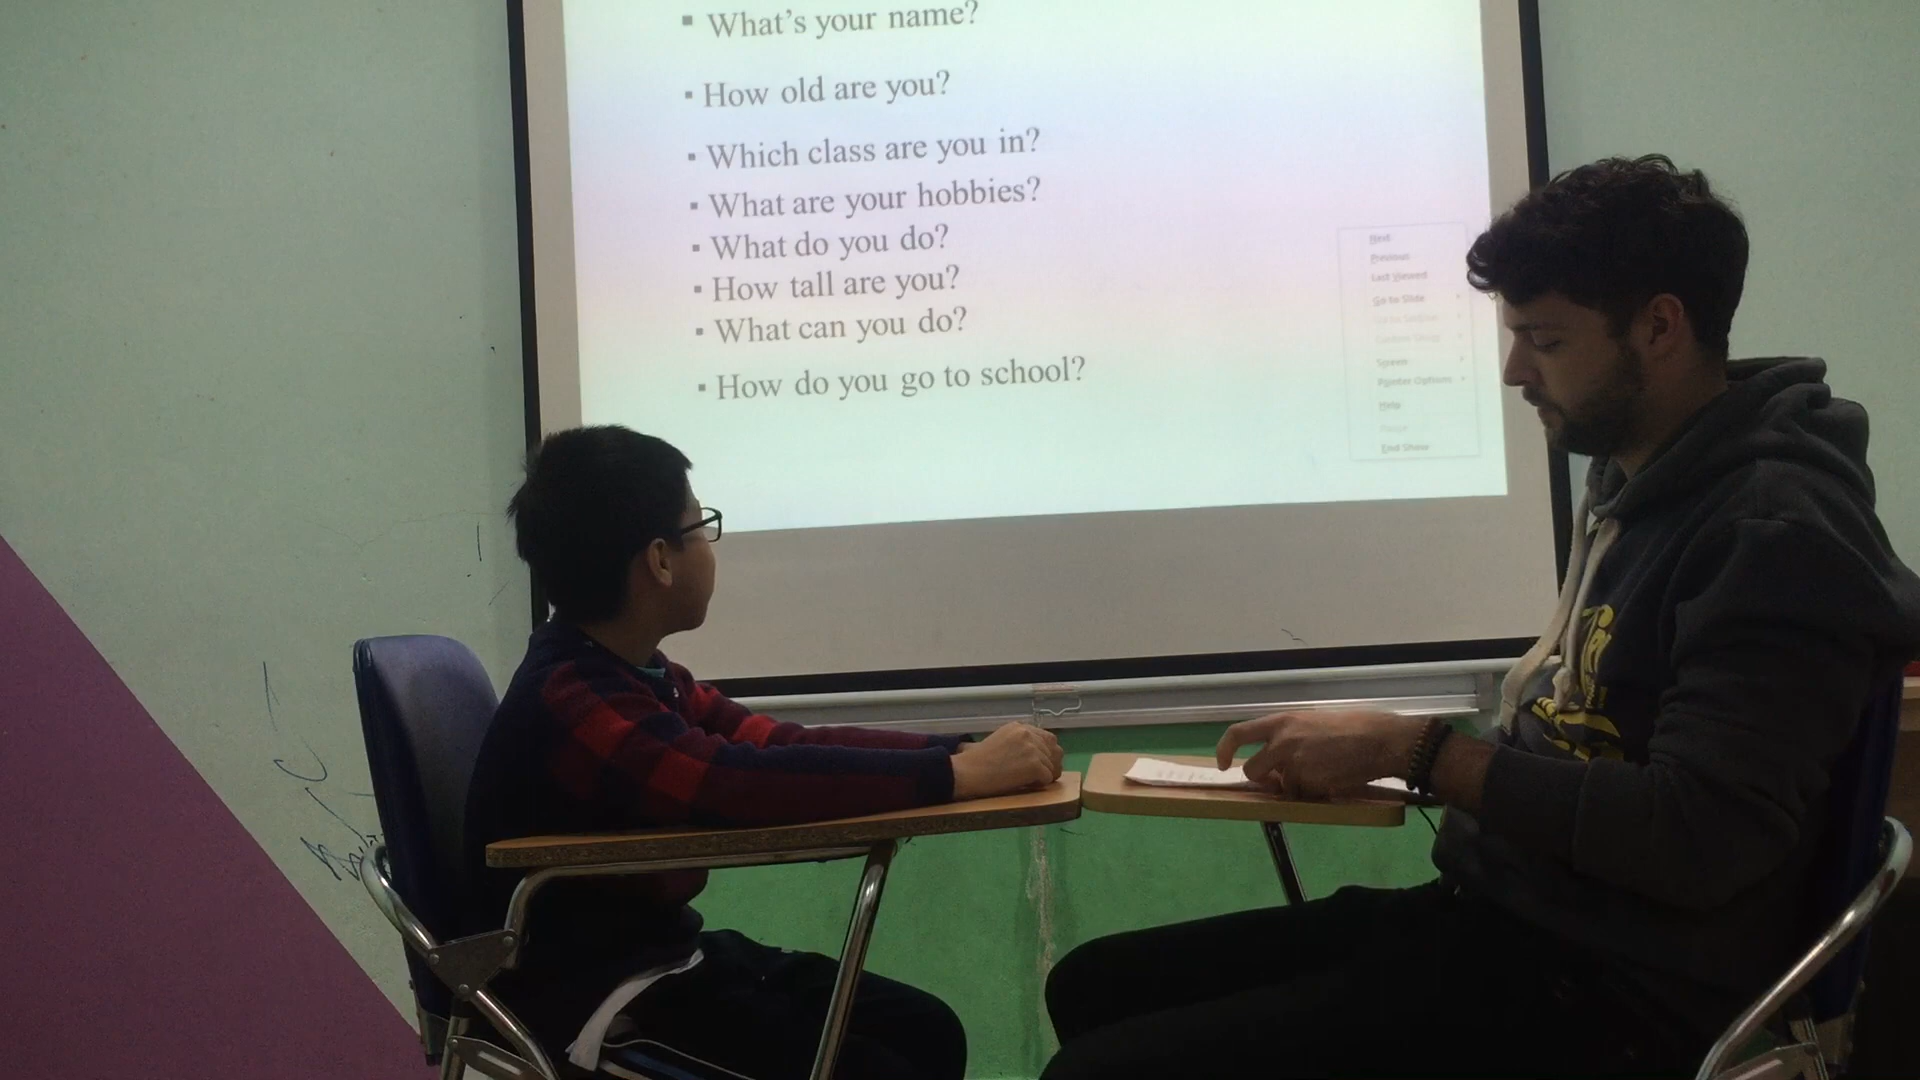 ▪ What's your name?
▪ How old are you?
▪ Which class are you in?
▪ What are your hobbies?
▪ What do you do?
▪ How tall are you?
▪ What can you do?
▪ How do you go to school?
Next
Previous
Last Viewed
Go to Slide
Screen
Pointer Options
Help
End Show